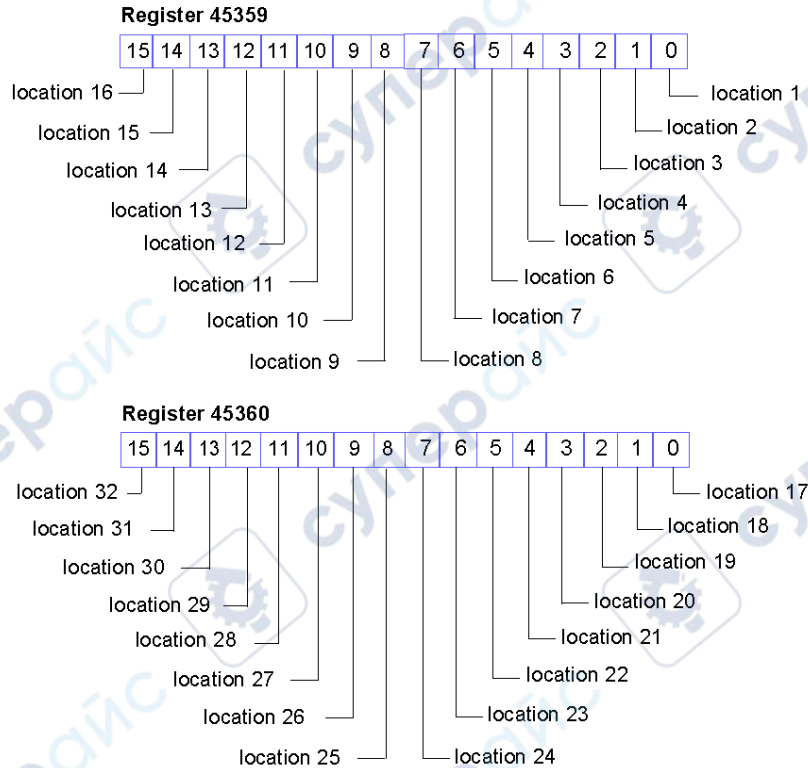 Register 45359
15 14 13 12 11 10 9 8 7 6 5 4 3 2 1 0
location 16 location 1
location 15 location 2
location 14 location 3
location 13 location 4
location 12 location 5
location 11 location 6
location 10 location 7
location 9 location 8
Register 45360
15 14 13 12 11 10 9 8 7 6 5 4 3 2 1 0
location 32 location 17
location 31 location 18
location 30 location 19
location 29 location 20
location 28 location 21
location 27 location 22
location 26 location 23
location 25 location 24
суперайс